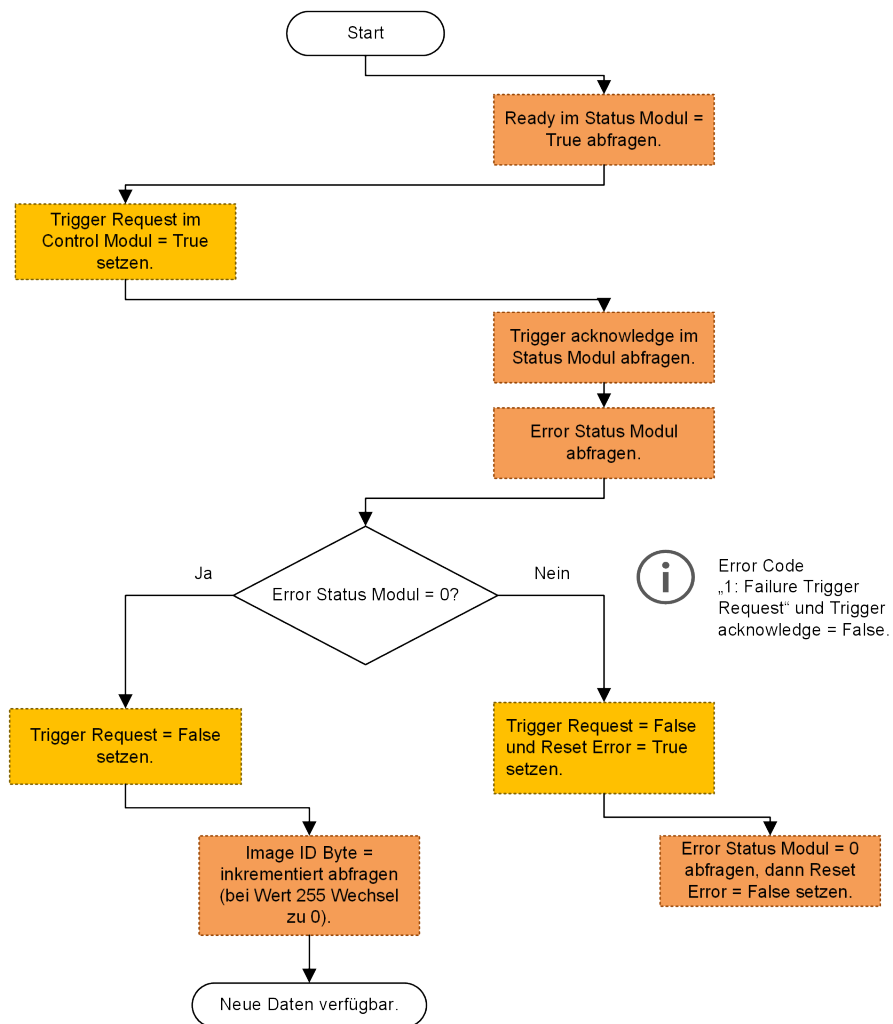 Start
Ready im Status Modul =
True abfragen.
Trigger Request im
Control Modul = True
setzen.
Trigger acknowledge im
Status Modul abfragen.
Error Status Modul
abfragen.
Error Status Modul = 0?
Ja
Nein
Error Code
„1: Failure Trigger
Request“ und Trigger
acknowledge = False.
Trigger Request = False
setzen.
Trigger Request = False
und Reset Error = True
setzen.
Image ID Byte =
inkrementiert abfragen
(bei Wert 255 Wechsel
zu 0).
Error Status Modul = 0
abfragen, dann Reset
Error = False setzen.
Neue Daten verfügbar.